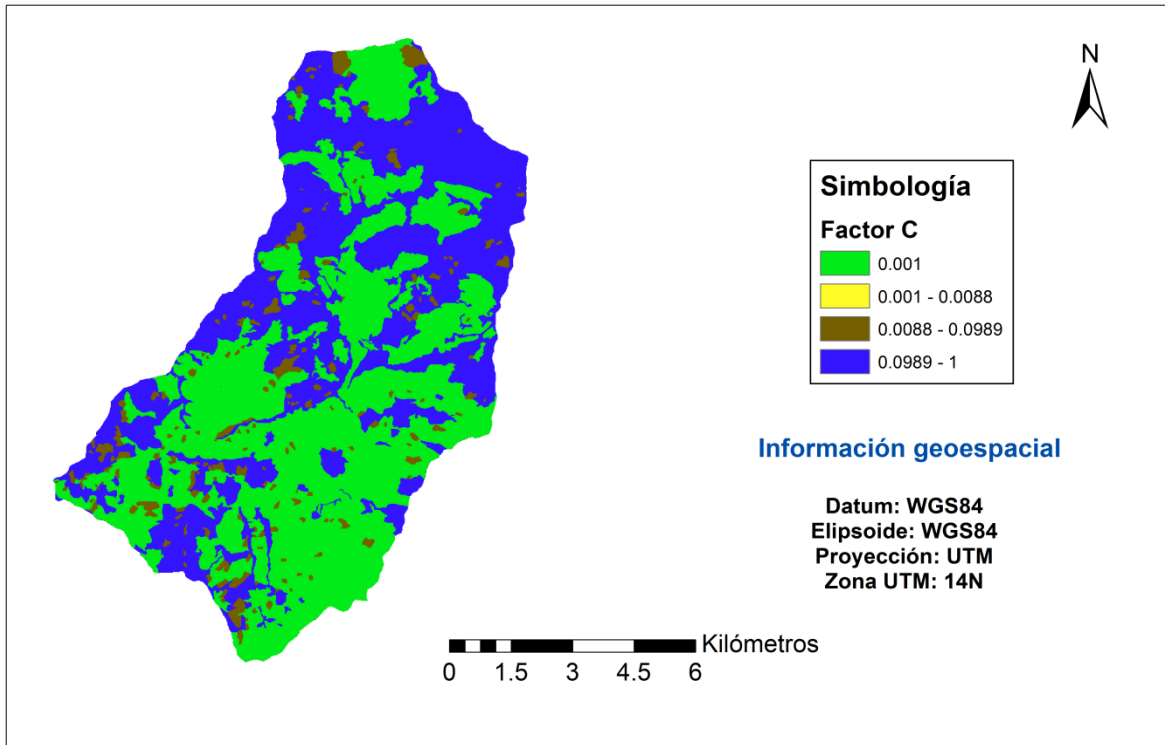 N
Simbología
Factor C
0.001
0.001 - 0.0088
0.0088 - 0.0989
0.0989 - 1
Información geoespacial
Datum: WGS84
Elipsoide: WGS84
Proyección: UTM
Zona UTM: 14N
Kilómetros
0 1.5 3 4.5 6